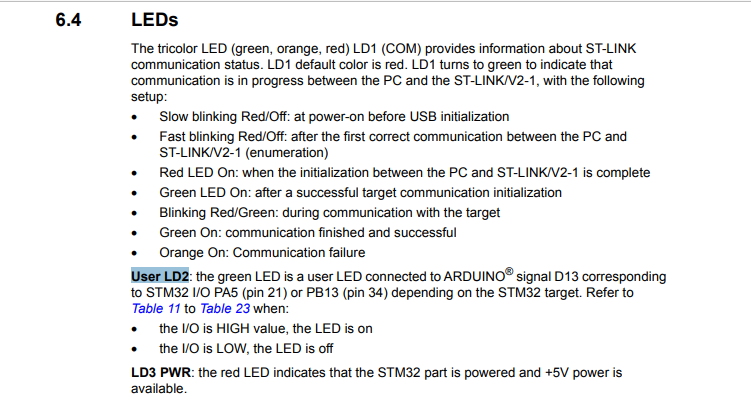 6.4 LEDs
The tricolor LED (green, orange, red) LD1 (COM) provides information about ST-LINK
communication status. LD1 default color is red. LD1 turns to green to indicate that
communication is in progress between the PC and the ST-LINK/V2-1, with the following
setup:
• Slow blinking Red/Off: at power-on before USB initialization
• Fast blinking Red/Off: after the first correct communication between the PC and
ST-LINK/V2-1 (enumeration)
• Red LED On: when the initialization between the PC and ST-LINK/V2-1 is complete
• Green LED On: after a successful target communication initialization
• Blinking Red/Green: during communication with the target
• Green On: communication finished and successful
• Orange On: Communication failure
User LD2: the green LED is a user LED connected to ARDUINO® signal D13 corresponding
to STM32 I/O PA5 (pin 21) or PB13 (pin 34) depending on the STM32 target. Refer to
Table 11 to Table 23 when:
• the I/O is HIGH value, the LED is on
• the I/O is LOW, the LED is off
LD3 PWR: the red LED indicates that the STM32 part is powered and +5V power is
available.